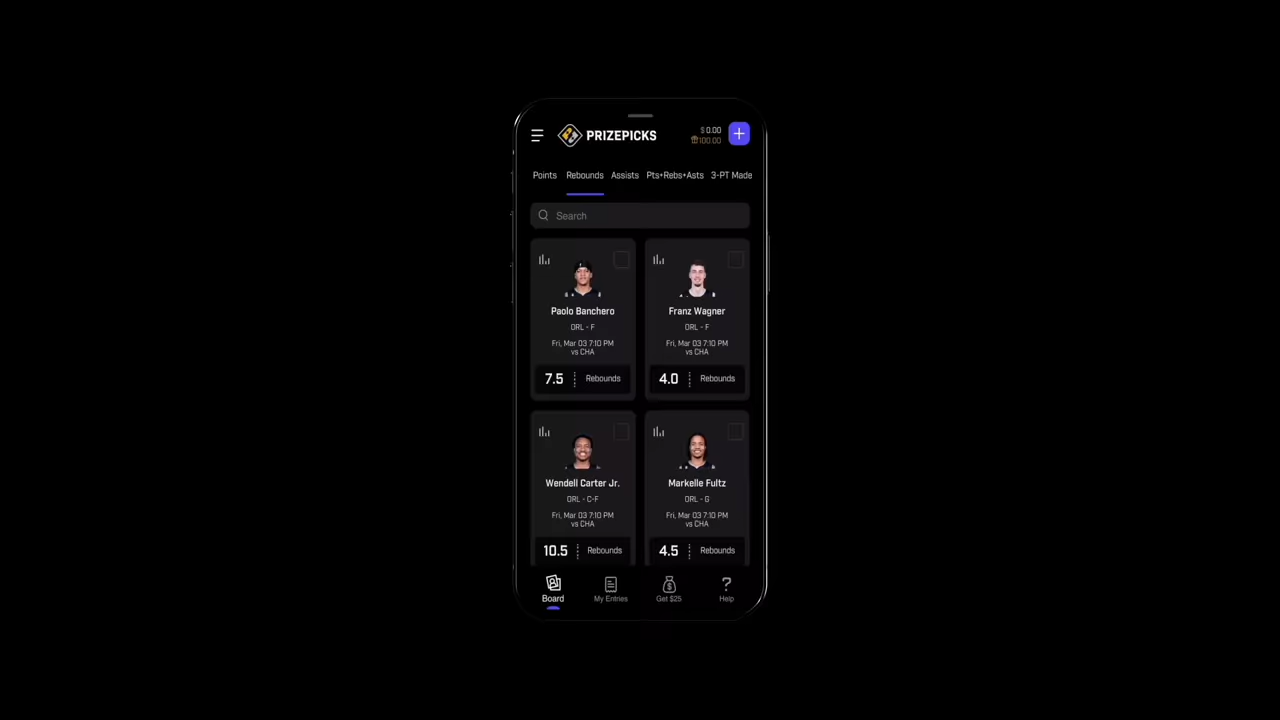 PRIZEPICKS
$ 0.00
100.00
Points Rebounds Assists Pts+Rebs+Asts 3-PT Made
Search
Paolo Banchero
ORL - F
Fri, Mar 03 7:10 PM
vs CHA
7.5 Rebounds
Franz Wagner
ORL - F
Fri, Mar 03 7:10 PM
vs CHA
4.0 Rebounds
Wendell Carter Jr.
ORL - C-F
Fri, Mar 03 7:10 PM
vs CHA
10.5 Rebounds
Markelle Fultz
ORL - G
Fri, Mar 03 7:10 PM
vs CHA
4.5 Rebounds
Board
My Entries
Get $25
Help